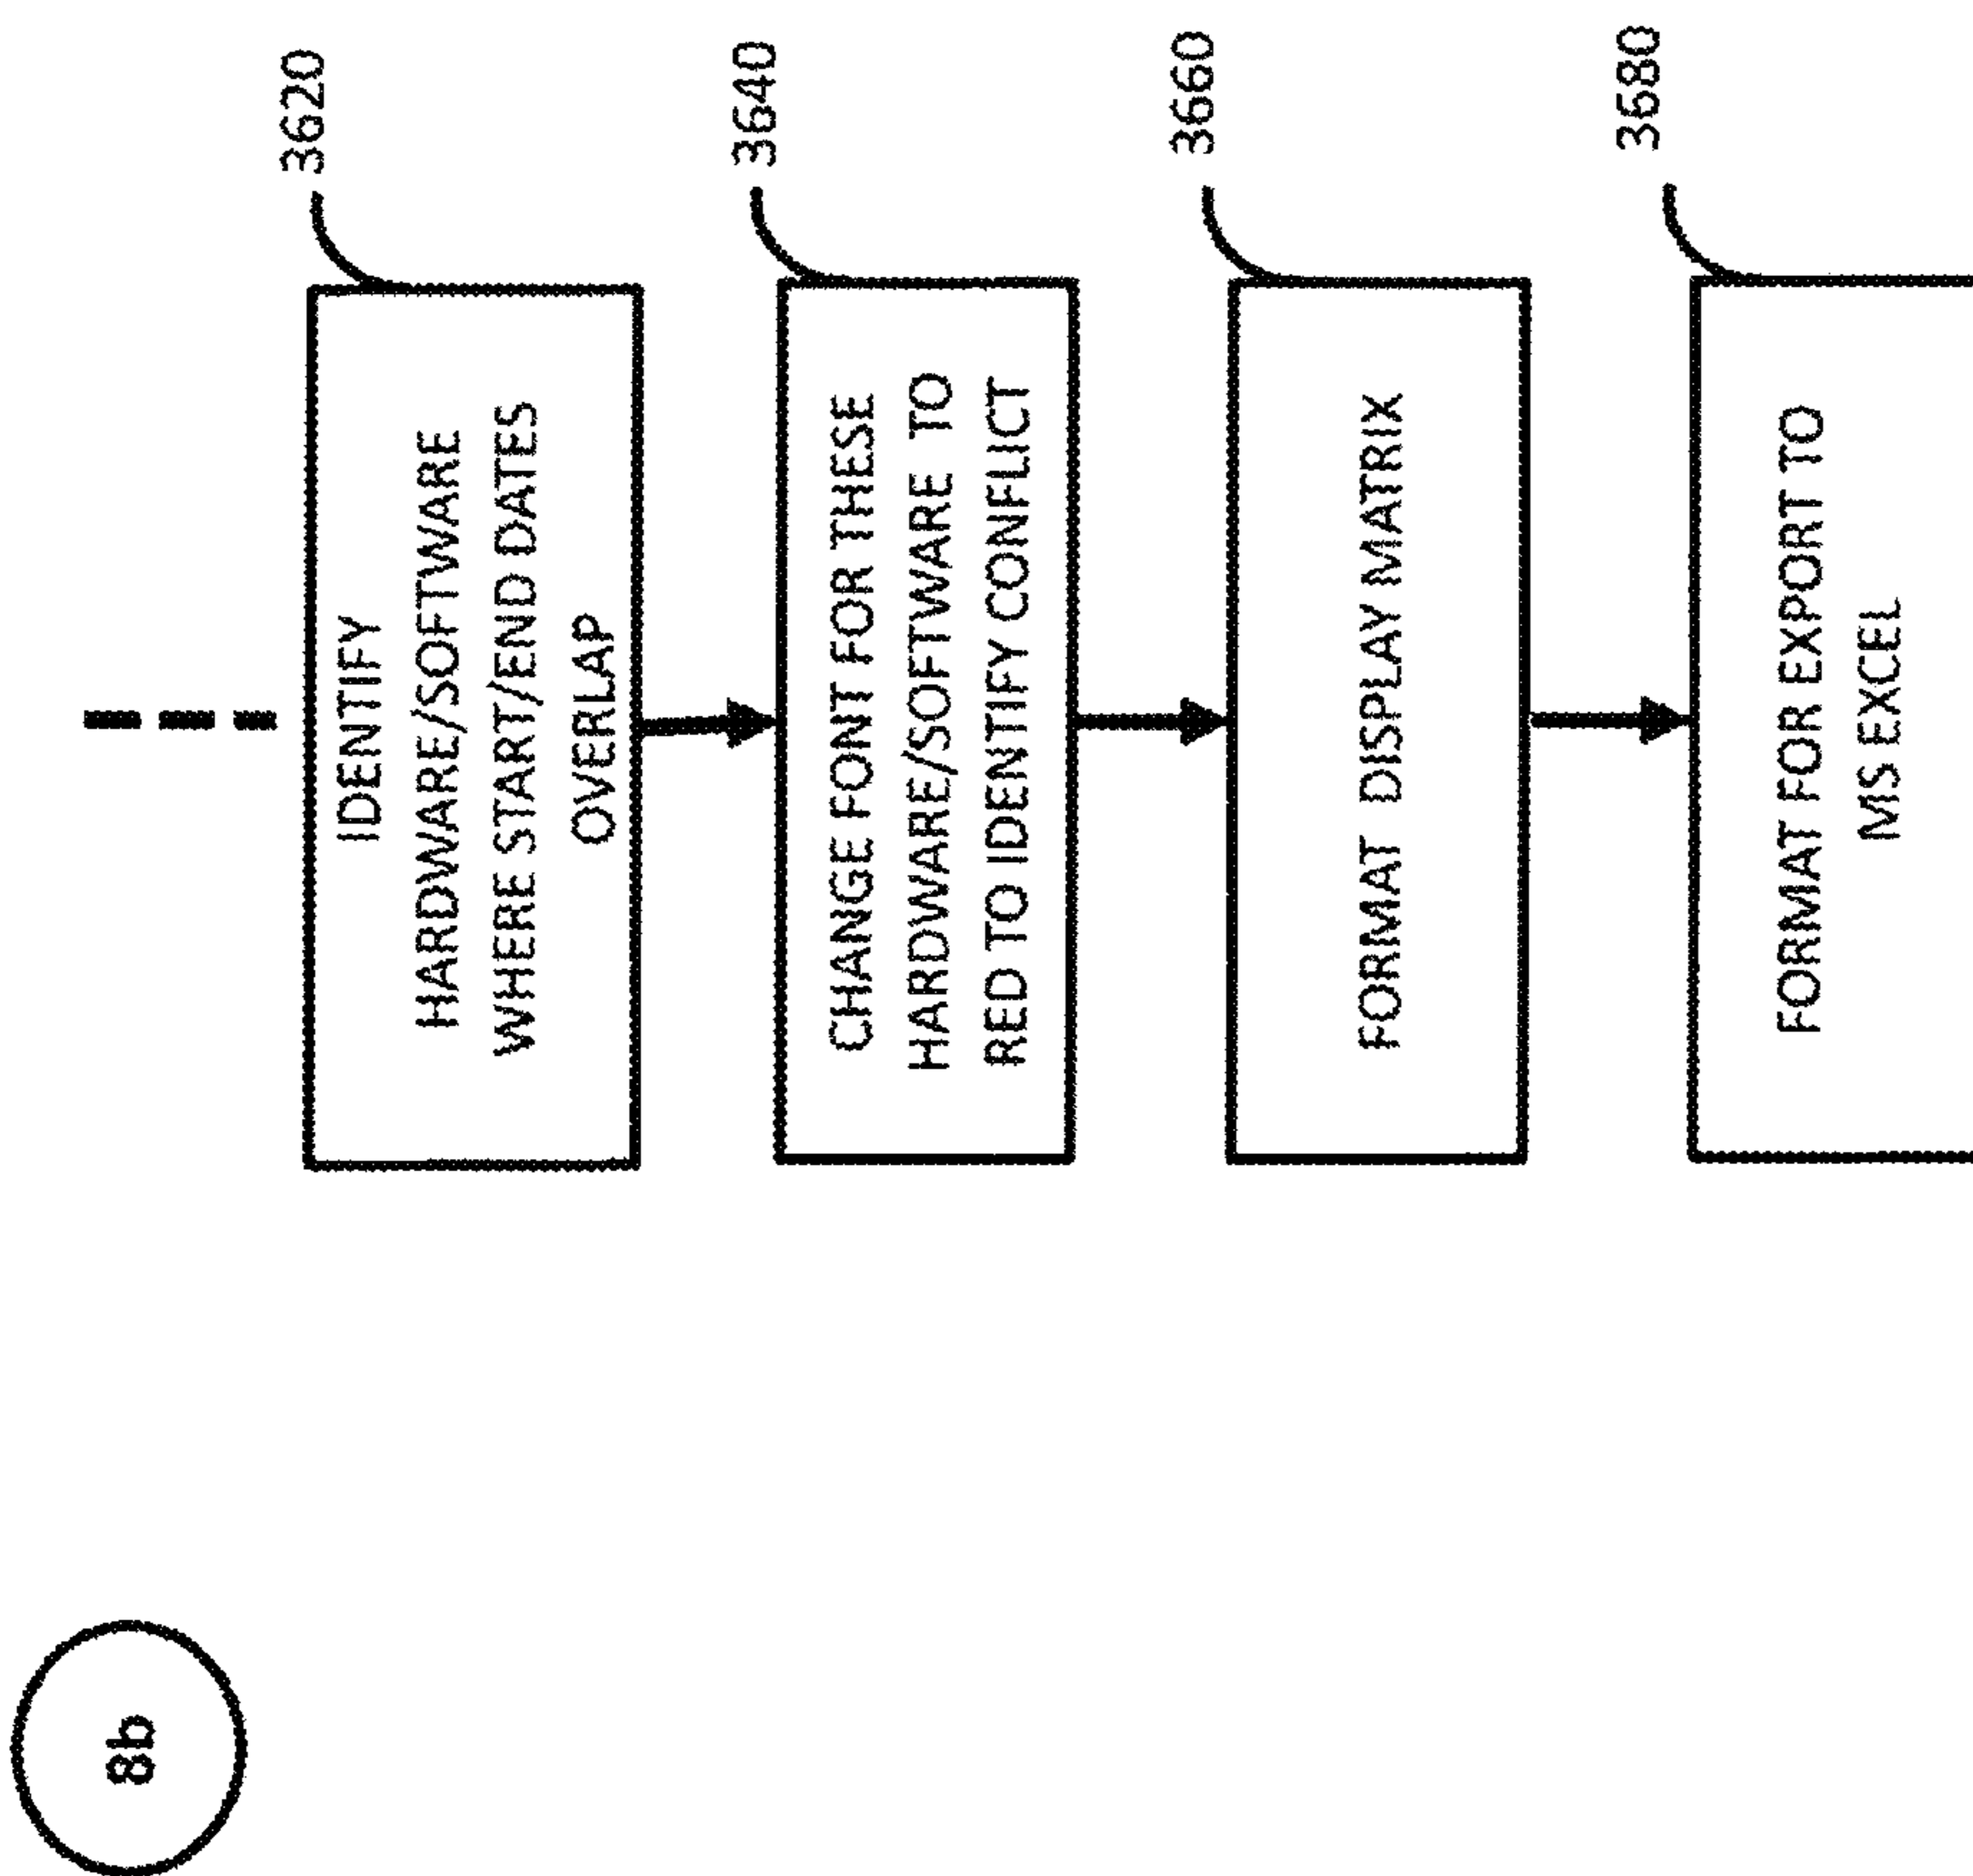 8b
3620
IDENTIFY
HARDWARE/SOFTWARE
WHERE START/END DATES
OVERLAP
3640
CHANGE FONT FOR THESE
HARDWARE/SOFTWARE TO
RED TO IDENTIFY CONFLICT
3660
FORMAT DISPLAY MATRIX
3680
FORMAT FOR EXPORT TO
MS EXCEL